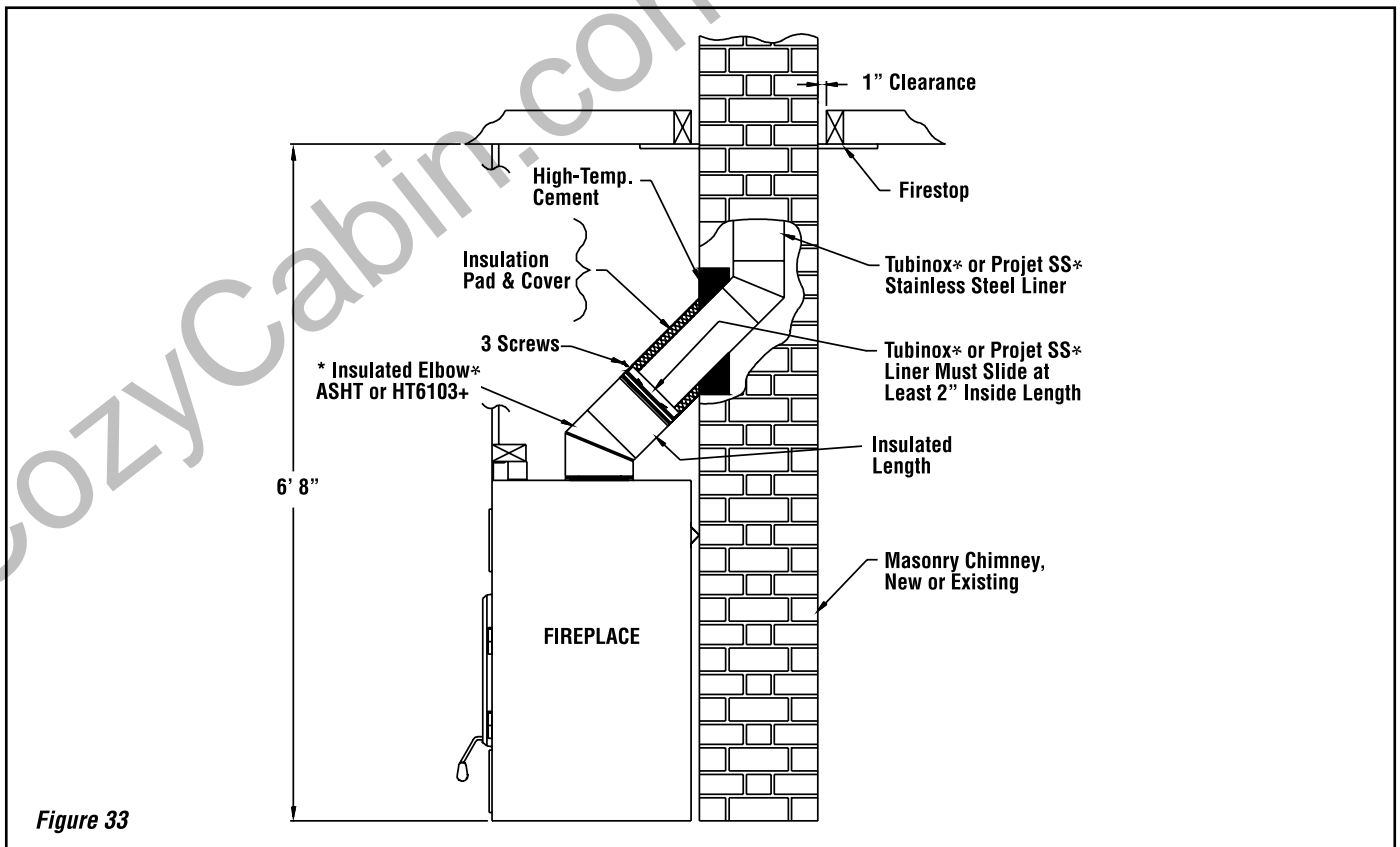 CozyCabin.com
1” Clearance
High-Temp.
Cement
Firestop
Insulation
Pad & Cover
Tubinox* or Projet SS*
Stainless Steel Liner
3 Screws
* Insulated Elbow*
ASHT or HT6103+
Tubinox* or Projet SS*
Liner Must Slide at
Least 2” Inside Length
Insulated
Length
6’ 8”
Masonry Chimney,
New or Existing
FIREPLACE
Figure 33